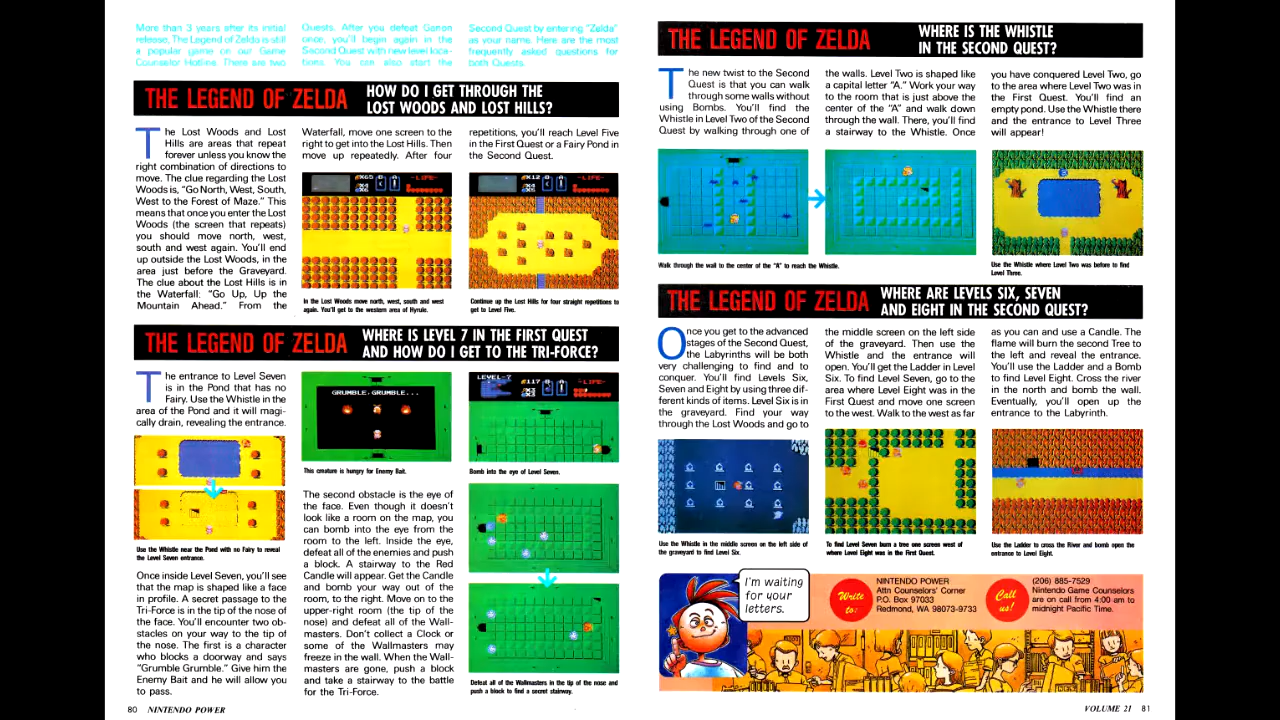 More than 3 years after its initial
release, The Legend of Zelda is still
a popular game on our Game
Counselor Hotline. There are two
Quests. After you defeat Ganon
once, you'll begin again in the
Second Quest with new level loca-
tions. You can also start the
Second Quest by entering "Zelda"
as your name. Here are the most
frequently asked questions for
both Quests.
THE LEGEND OF ZELDA
HOW DO I GET THROUGH THE
LOST WOODS AND LOST HILLS?
The Lost Woods and Lost
Hills are areas that repeat
forever unless you know the
right combination of directions to
move. The clue regarding the Lost
Woods is, "Go North, West, South,
West to the Forest of Maze." This
means that once you enter the Lost
Woods (the screen that repeats)
you should move north, west,
south and west again. You'll end
up outside the Lost Woods, in the
area just before the Graveyard.
The clue about the Lost Hills is in
the Waterfall: "Go Up, Up the
Mountain Ahead." From the
Waterfall, move one screen to the
right to get into the Lost Hills. Then
move up repeatedly. After four
repetitions, you'll reach Level Five
in the First Quest or a Fairy Pond in
the Second Quest.
X65
-LIFE-
X12
-LIFE-
In the Lost Woods move north, west, south and west
again. You'll get to the western area of Hyrule.
Continue up the Lost Hills for four straight repetitions to
get to Level Five.
THE LEGEND OF ZELDA
WHERE IS LEVEL 7 IN THE FIRST QUEST
AND HOW DO I GET TO THE TRI-FORCE?
The entrance to Level Seven
is in the Pond that has no
Fairy. Use the Whistle in the
area of the Pond and it will magi-
cally drain, revealing the entrance.
Use the Whistle near the Pond with no Fairy to reveal
the Level Seven entrance.
Once inside Level Seven, you'll see
that the map is shaped like a face
in profile. A secret passage to the
Tri-Force is in the tip of the nose of
the face. You'll encounter two ob-
stacles on your way to the tip of
the nose. The first is a character
who blocks a doorway and says
"Grumble Grumble." Give him the
Enemy Bait and he will allow you
to pass.
GRUMBLE,GRUMBLE...
This creature is hungry for Enemy Bait.
The second obstacle is the eye of
the face. Even though it doesn't
look like a room on the map, you
can bomb into the eye from the
room to the left. Inside the eye,
defeat all of the enemies and push
a block. A stairway to the Red
Candle will appear. Get the Candle
and bomb your way out of the
room, to the right. Move on to the
upper-right room (the tip of the
nose) and defeat all of the Wall-
masters. Don't collect a Clock or
some of the Wallmasters may
freeze in the wall. When the Wall-
masters are gone, push a block
and take a stairway to the battle
for the Tri-Force.
LEVEL-7
117
-LIFE-
Bomb into the eye of Level Seven.
Defeat all of the Wallmasters in the tip of the nose and
push a block to find a secret stairway.
80 NINTENDO POWER
THE LEGEND OF ZELDA
WHERE IS THE WHISTLE
IN THE SECOND QUEST?
The new twist to the Second
Quest is that you can walk
through some walls without
using Bombs. You'll find the
Whistle in Level Two of the Second
Quest by walking through one of
the walls. Level Two is shaped like
a capital letter "A." Work your way
to the room that is just above the
center of the "A" and walk down
through the wall. There, you'll find
a stairway to the Whistle. Once
you have conquered Level Two, go
to the area where Level Two was in
the First Quest. You'll find an
empty pond. Use the Whistle there
and the entrance to Level Three
will appear!
Walk through the wall to the center of the "A" to reach the Whistle.
Use the Whistle where Level Two was before to find
Level Three.
THE LEGEND OF ZELDA
WHERE ARE LEVELS SIX, SEVEN
AND EIGHT IN THE SECOND QUEST?
Once you get to the advanced
stages of the Second Quest,
the Labyrinths will be both
very challenging to find and to
conquer. You'll find Levels Six,
Seven and Eight by using three dif-
ferent kinds of items. Level Six is in
the graveyard. Find your way
through the Lost Woods and go to
the middle screen on the left side
of the graveyard. Then use the
Whistle and the entrance will
open. You'll get the Ladder in Level
Six. To find Level Seven, go to the
area where Level Eight was in the
First Quest and move one screen
to the west. Walk to the west as far
as you can and use a Candle. The
flame will burn the second Tree to
the left and reveal the entrance.
You'll use the Ladder and a Bomb
to find Level Eight. Cross the river
in the north and bomb the wall.
Eventually, you'll open up the
entrance to the Labyrinth.
Use the Whistle in the middle screen on the left side of
the graveyard to find Level Six.
To find Level Seven burn a tree one screen west of
where Level Eight was in the First Quest.
Use the Ladder to cross the River and bomb open the
entrance to Level Eight.
I'm waiting
for your
letters.
Write
to:
NINTENDO POWER
Attn Counselors' Corner
P.O. Box 97033
Redmond, WA 98073-9733
Call
us!
(206) 885-7529
Nintendo Game Counselors
are on call from 4:00 am to
midnight Pacific Time.
VOLUME 21 81